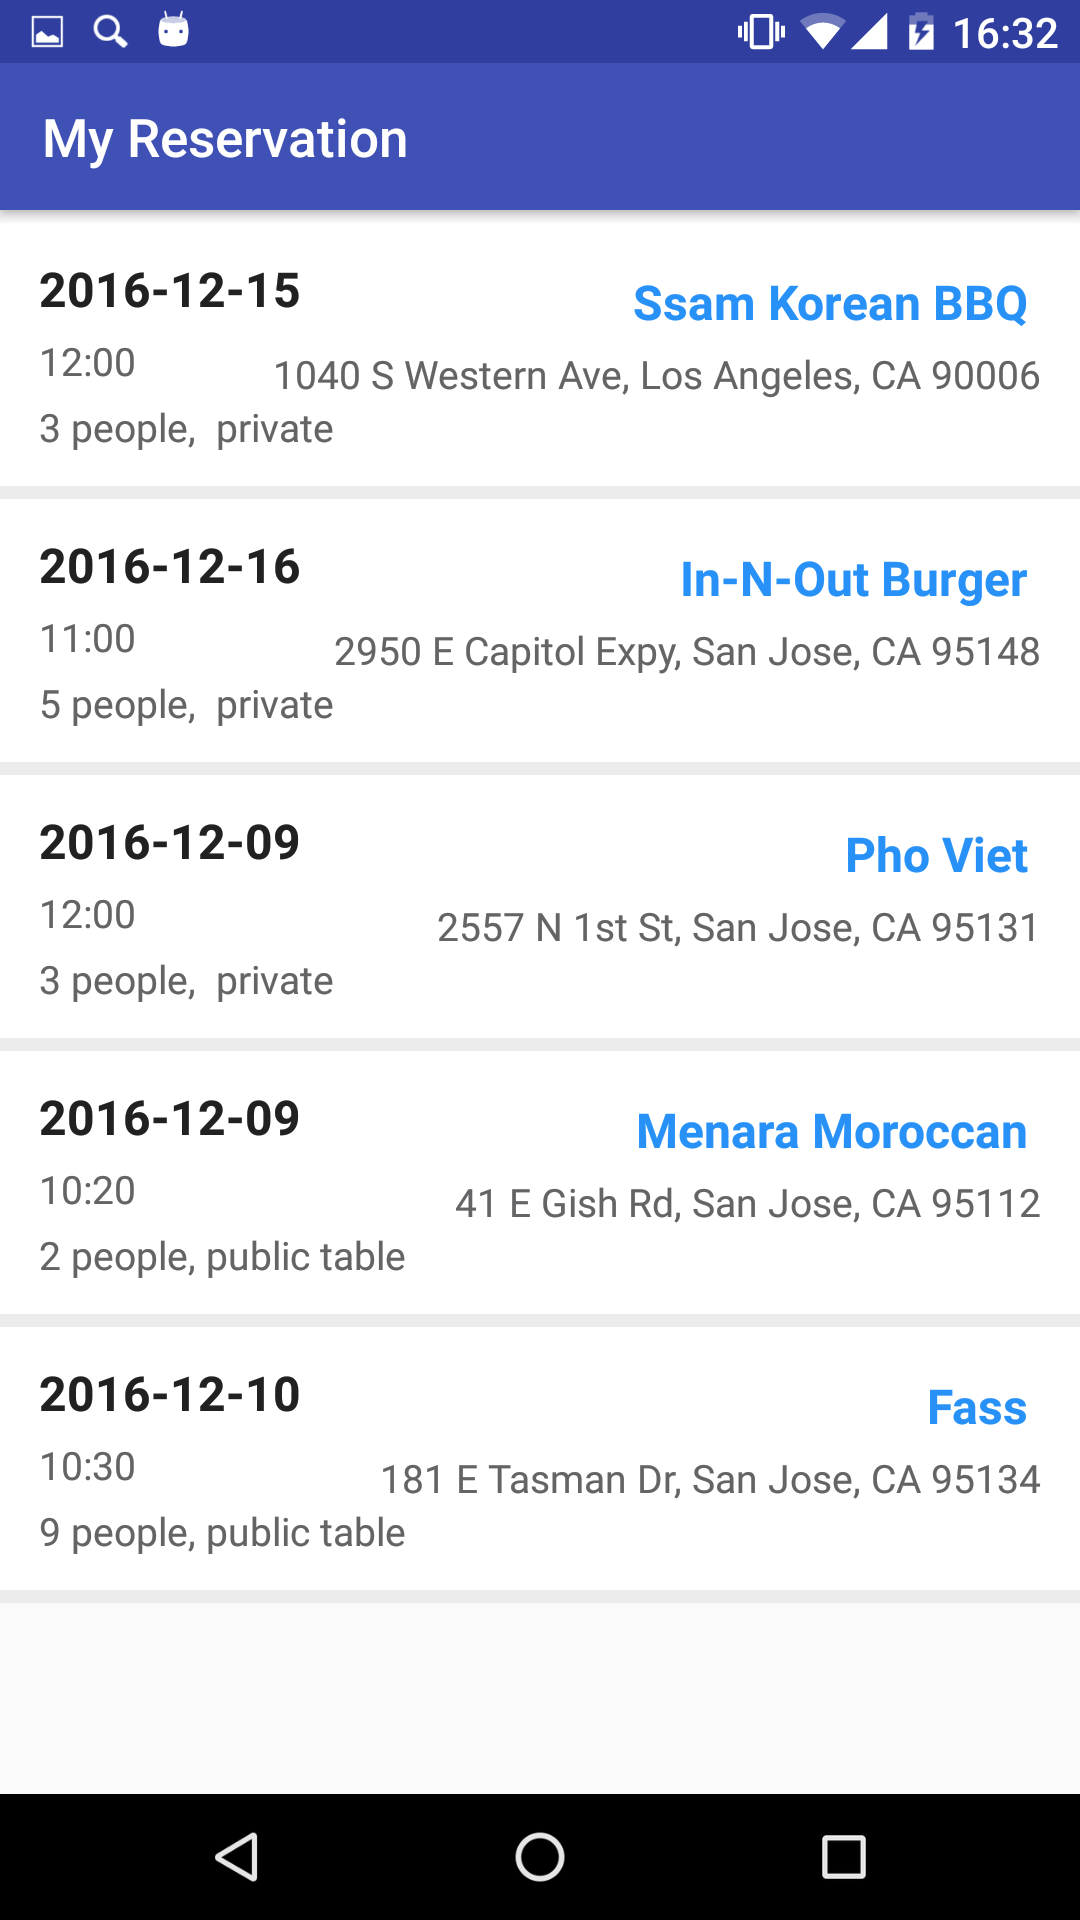 16:32
My Reservation
2016-12-15
Ssam Korean BBQ
12:00
1040 S Western Ave, Los Angeles, CA 90006
3 people,  private
2016-12-16
In-N-Out Burger
11:00
2950 E Capitol Expy, San Jose, CA 95148
5 people,  private
2016-12-09
Pho Viet
12:00
2557 N 1st St, San Jose, CA 95131
3 people,  private
2016-12-09
Menara Moroccan
10:20
41 E Gish Rd, San Jose, CA 95112
2 people, public table
2016-12-10
Fass
10:30
181 E Tasman Dr, San Jose, CA 95134
9 people, public table